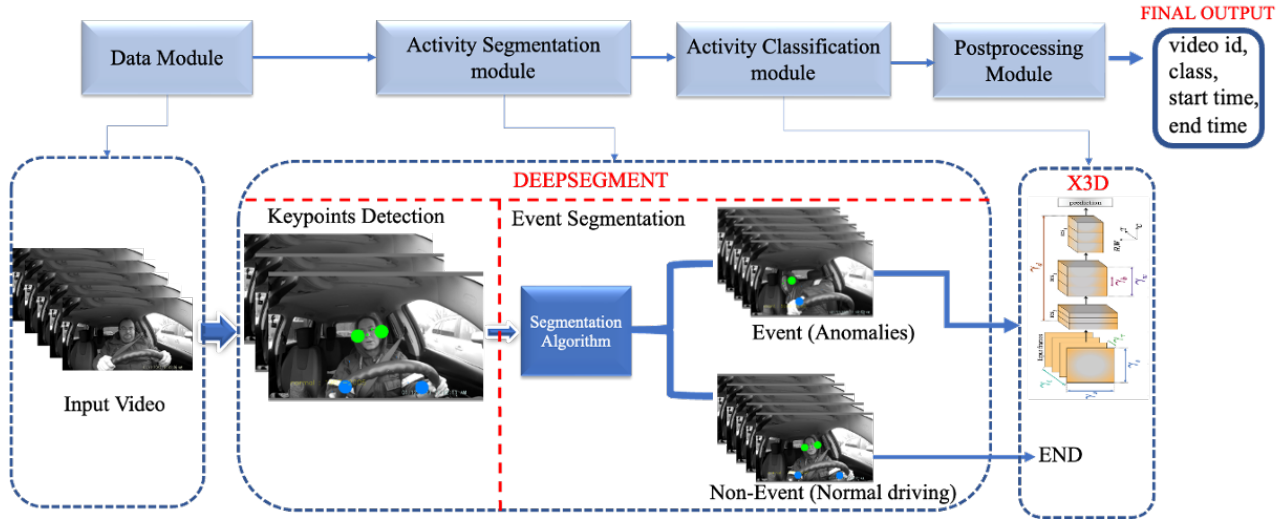 FINAL OUTPUT
Data Module
Activity Segmentation
module
Activity Classification
module
Postprocessing
Module
video id,
class,
start time,
end time
DEEPSEGMENT
X3D
Keypoints Detection
Event Segmentation
prediction
Segmentation
Algorithm
Event (Anomalies)
Input Video
END
Non-Event (Normal driving)